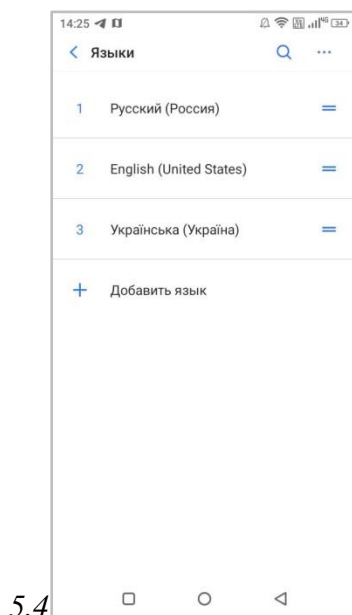 14:25
Языки
1 Русский (Россия)
2 English (United States)
3 Українська (Україна)
+ Добавить язык
5.4